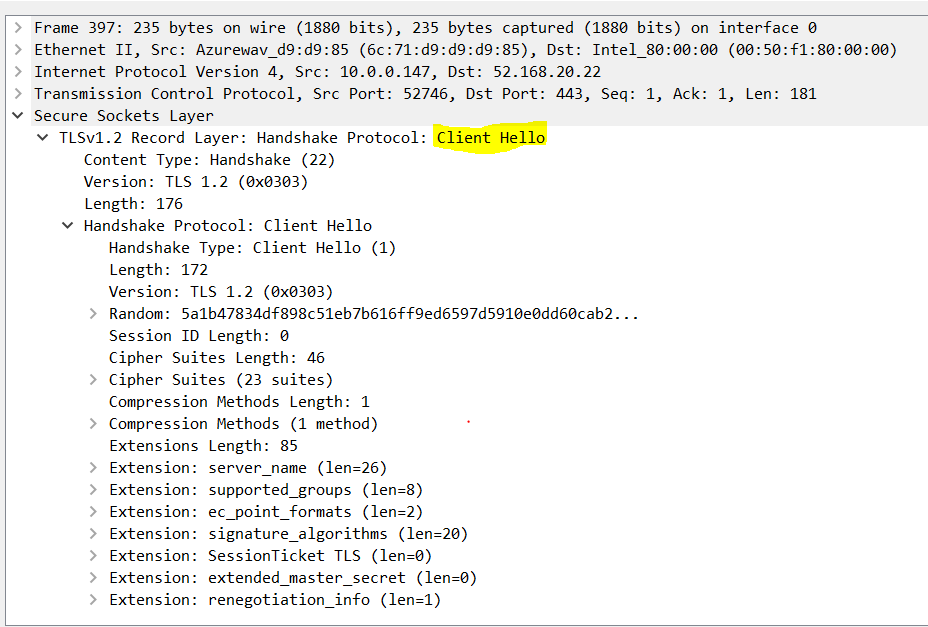 Frame 397: 235 bytes on wire (1880 bits), 235 bytes captured (1880 bits) on interface 0
Ethernet II, Src: Azurewav_d9:d9:85 (6c:71:d9:d9:d9:85), Dst: Intel_80:00:00 (00:50:f1:80:00:00)
Internet Protocol Version 4, Src: 10.0.0.147, Dst: 52.168.20.22
Transmission Control Protocol, Src Port: 52746, Dst Port: 443, Seq: 1, Ack: 1, Len: 181
Secure Sockets Layer
TLSv1.2 Record Layer: Handshake Protocol: Client Hello
Content Type: Handshake (22)
Version: TLS 1.2 (0x0303)
Length: 176
Handshake Protocol: Client Hello
Handshake Type: Client Hello (1)
Length: 172
Version: TLS 1.2 (0x0303)
Random: 5a1b47834df898c51eb7b616ff9ed6597d5910e0dd60cab2...
Session ID Length: 0
Cipher Suites Length: 46
Cipher Suites (23 suites)
Compression Methods Length: 1
Compression Methods (1 method)
Extensions Length: 85
Extension: server_name (len=26)
Extension: supported_groups (len=8)
Extension: ec_point_formats (len=2)
Extension: signature_algorithms (len=20)
Extension: SessionTicket TLS (len=0)
Extension: extended_master_secret (len=0)
Extension: renegotiation_info (len=1)